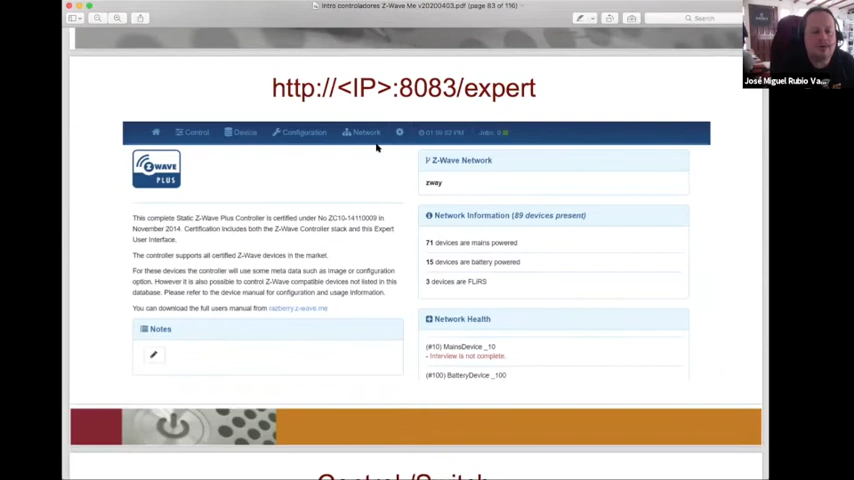 Intro controladores Z-Wave Me v20200403.pdf (page 83 of 116)
Search
José Miguel Rubio Va...
http://<IP>:8083/expert
Control Device Configuration Network 01:59:52 PM Jobs: 0
Z WAVE PLUS
This complete Static Z-Wave Plus Controller is certified under No ZC10-14110009 in
November 2014. Certification includes both the Z-Wave Controller stack and this Expert
User Interface.
The controller supports all certified Z-Wave devices in the market.
For these devices the controller will use some meta data such as image or configuration
option. However it is also possible to control Z-Wave compatible devices not listed in this
database. Please refer to the device manual for configuration and usage information.
You can download the full users manual from razberry.z-wave.me
Notes
Z-Wave Network
zway
Network Information (89 devices present)
71 devices are mains powered
15 devices are battery powered
3 devices are FLiRS
Network Health
(#10) MainsDevice _10
- Interview is not complete.
(#100) BatteryDevice _100
Control /Switch